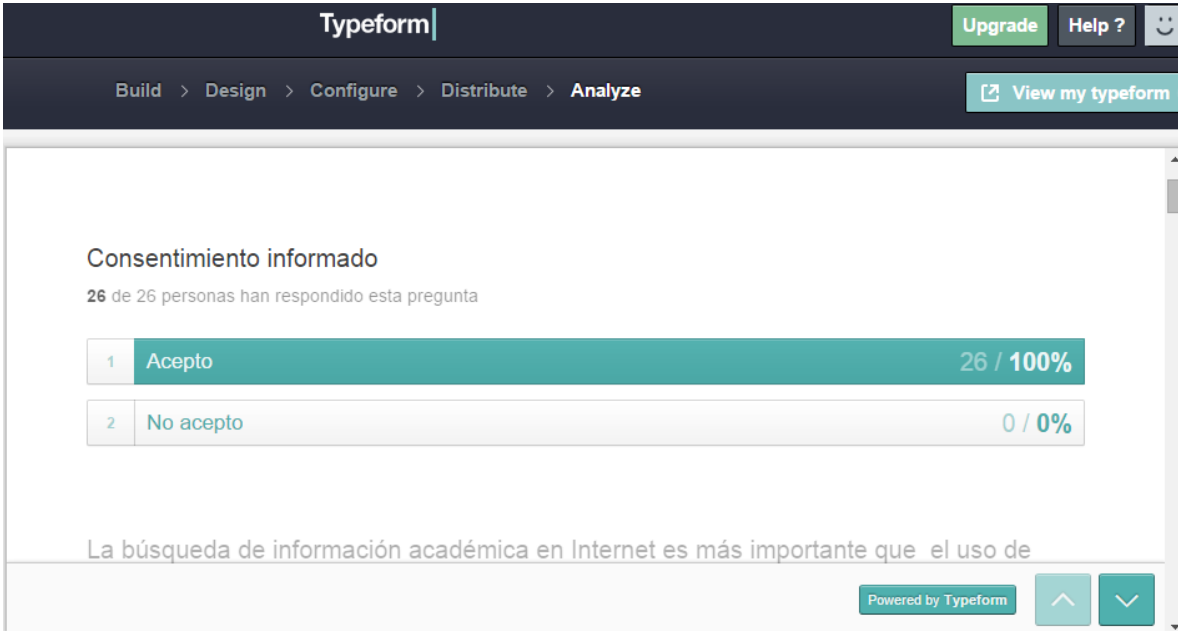 Typeform
Upgrade
Help ?
Build > Design > Configure > Distribute > Analyze
View my typeform
Consentimiento informado
26 de 26 personas han respondido esta pregunta
1 Acepto 26 / 100%
2 No acepto 0 / 0%
La búsqueda de información académica en Internet es más importante que el uso de
Powered by Typeform